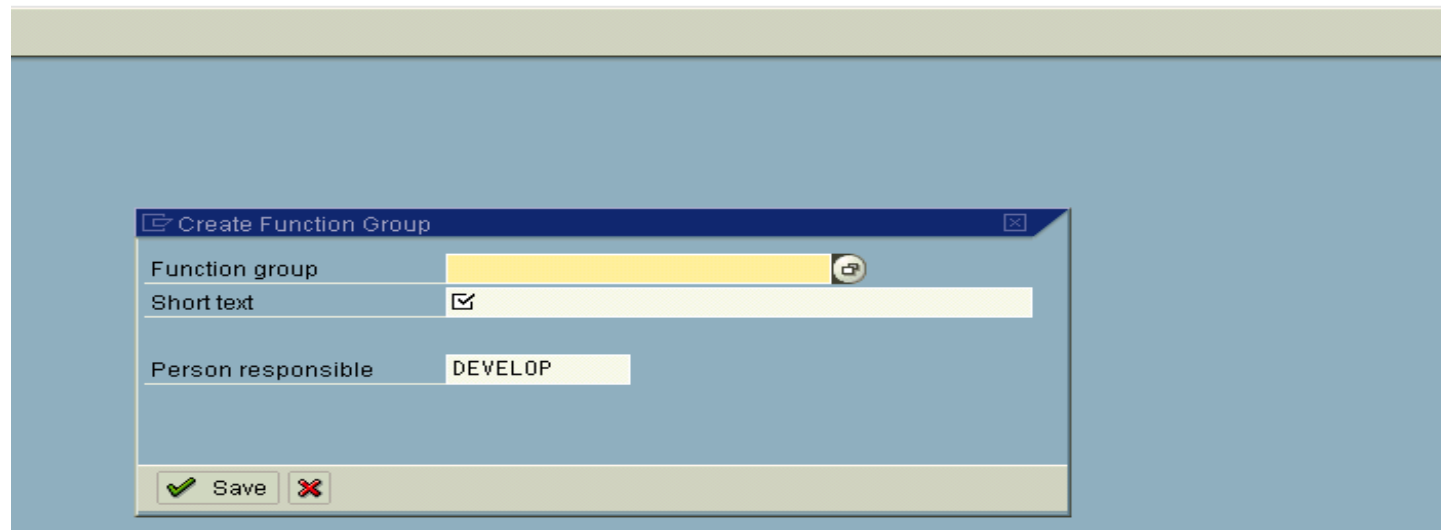 Create Function Group
Function group
Short text
Person responsible DEVELOP
Save